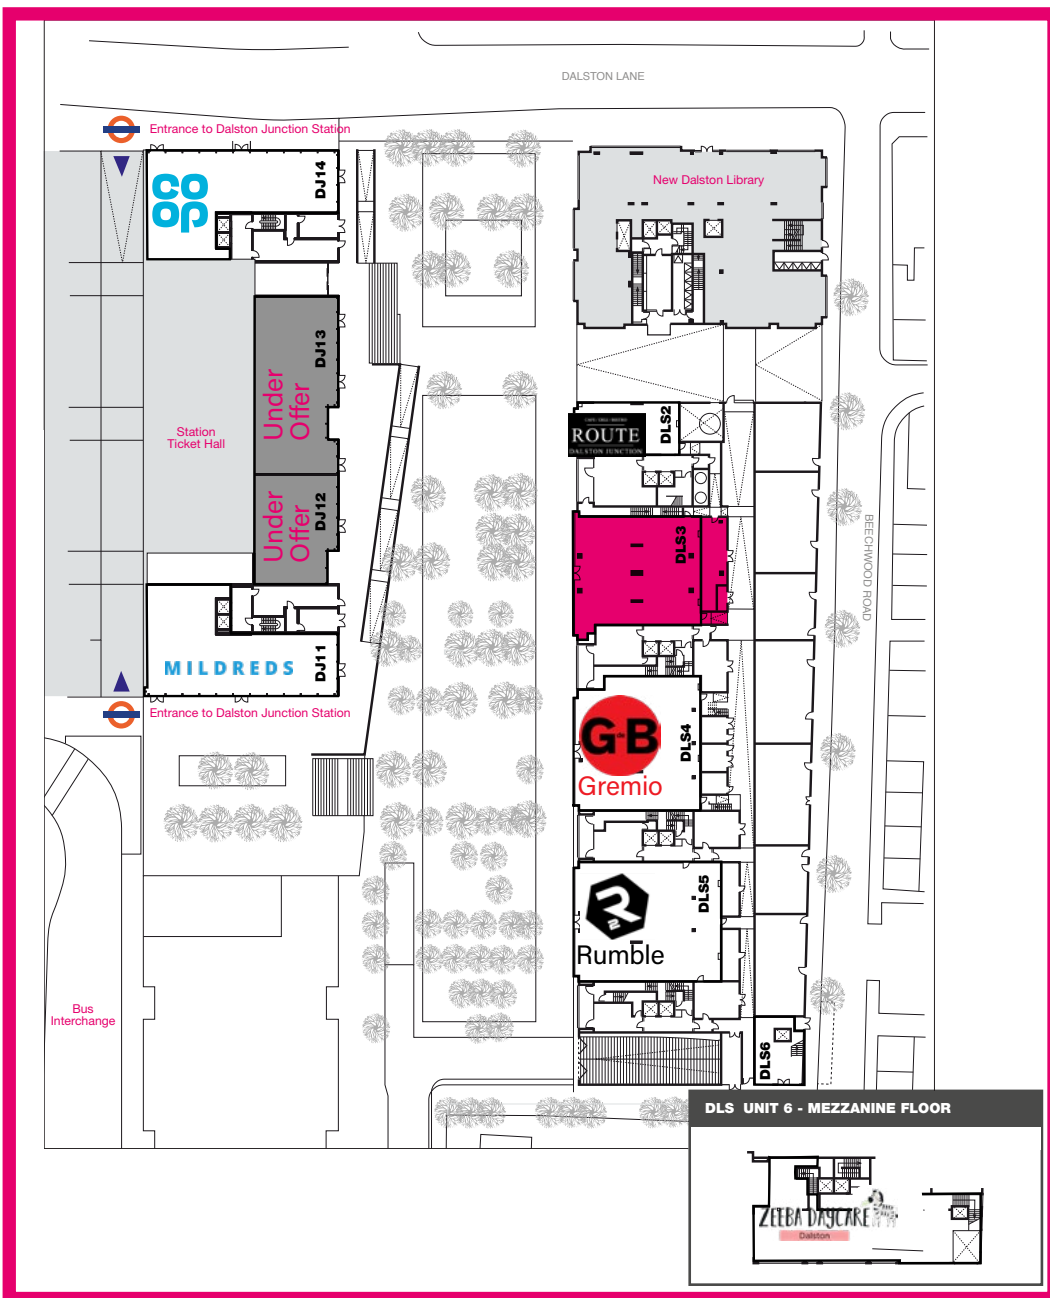 DALSTON LANE
Entrance to Dalston Junction Station
CO
OP
DJ14
New Dalston Library
DJ13
Under
Offer
Station
Ticket Hall
DJ12
Under
Offer
MILDREDS
DJ11
Entrance to Dalston Junction Station
Bus
Interchange
ROUTE
DALSTON JUNCTION
DLS2
DLS3
BEECHWOOD ROAD
G de B
Gremio
DLS4
R2
Rumble
DLS5
DLS6
DLS UNIT 6 - MEZZANINE FLOOR
ZEEBA DAYCARE
Dalston